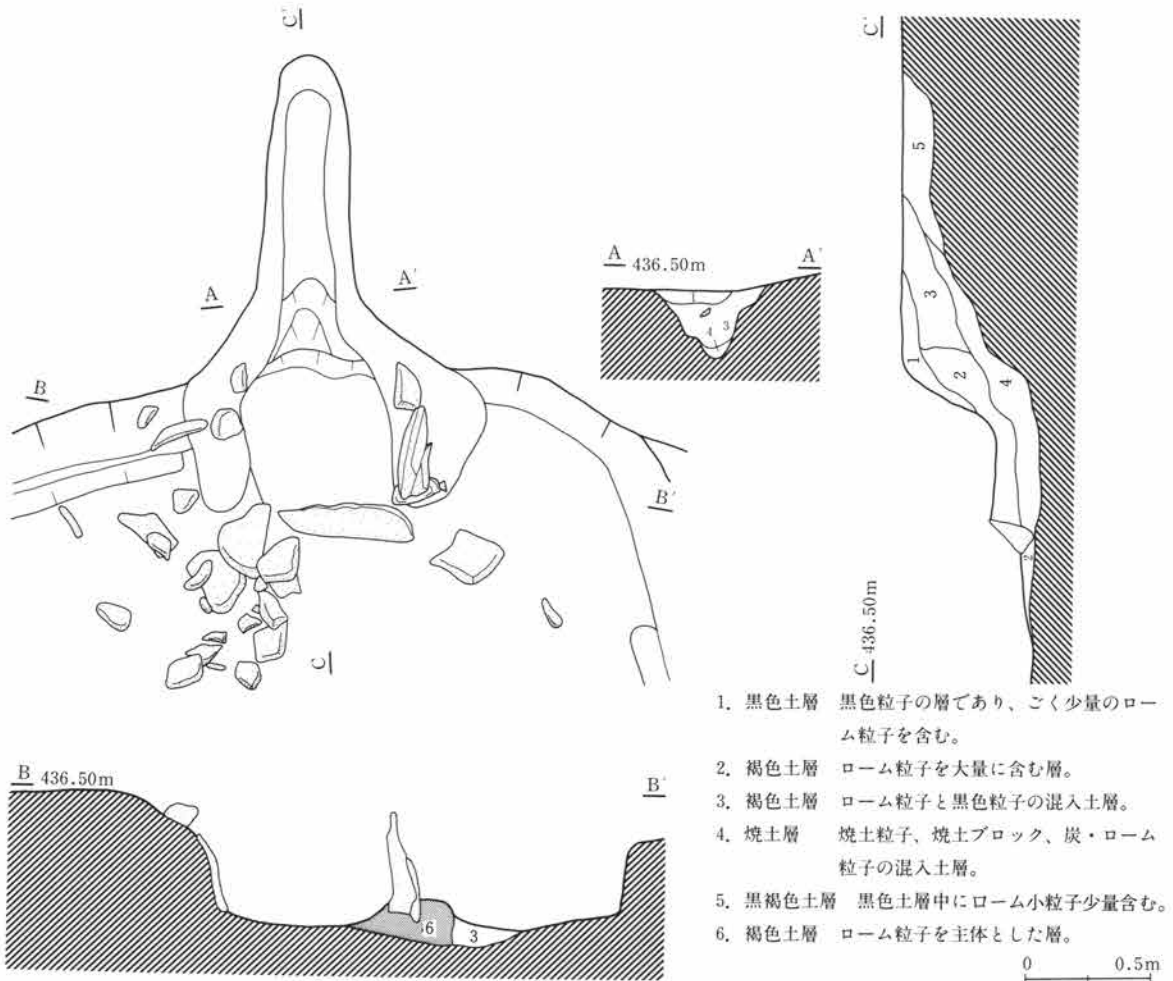 C'
C'
5
A
A'
A 436.50m
A'
4 3
3
1
2
4
B
B'
2
C
C 436.50m
1. 黒色土層 黒色粒子の層であり、ごく少量のロー
ム粒子を含む。
2. 褐色土層 ローム粒子を大量に含む層。
3. 褐色土層 ローム粒子と黒色粒子の混入土層。
4. 焼土層 焼土粒子、焼土ブロック、炭・ローム
粒子の混入土層。
5. 黒褐色土層 黒色土層中にローム小粒子少量含む。
6. 褐色土層 ローム粒子を主体とした層。
B 436.50m
B'
6
3
0 0.5m